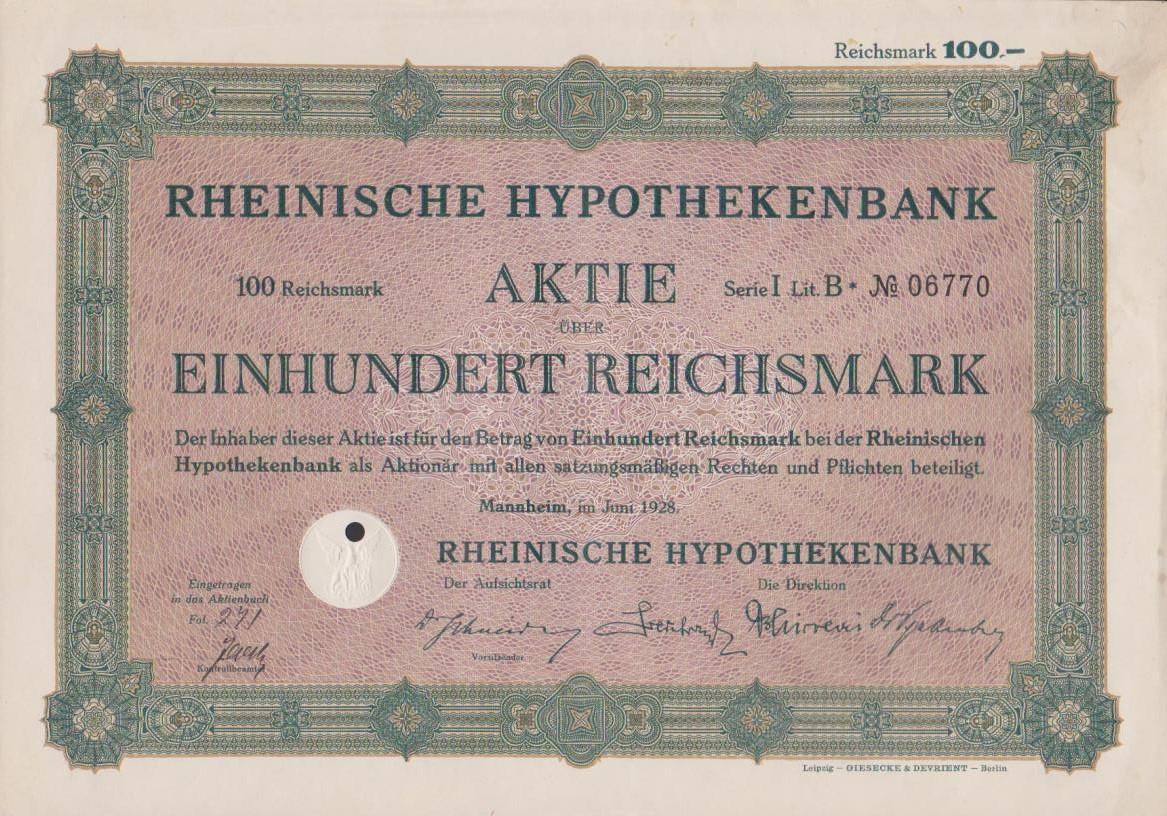 Reichsmark 100.—
RHEINISCHE HYPOTHEKENBANK
100 Reichsmark AKTIE Serie I Lit. B * № 06770
ÜBER
EINHUNDERT REICHSMARK
Der Inhaber dieser Aktie ist für den Betrag von Einhundert Reichsmark bei der Rheinischen
Hypothekenbank als Aktionär mit allen satzungsmäßigen Rechten und Pflichten beteiligt.
Mannheim, im Juni 1928.
RHEINISCHE HYPOTHEKENBANK
Der Aufsichtsrat Die Direktion
Eingetragen
in das Aktienbuch
Fol. 271
Vorsitzender
Kontrollbeamter
Leipzig — GIESECKE & DEVRIENT — Berlin